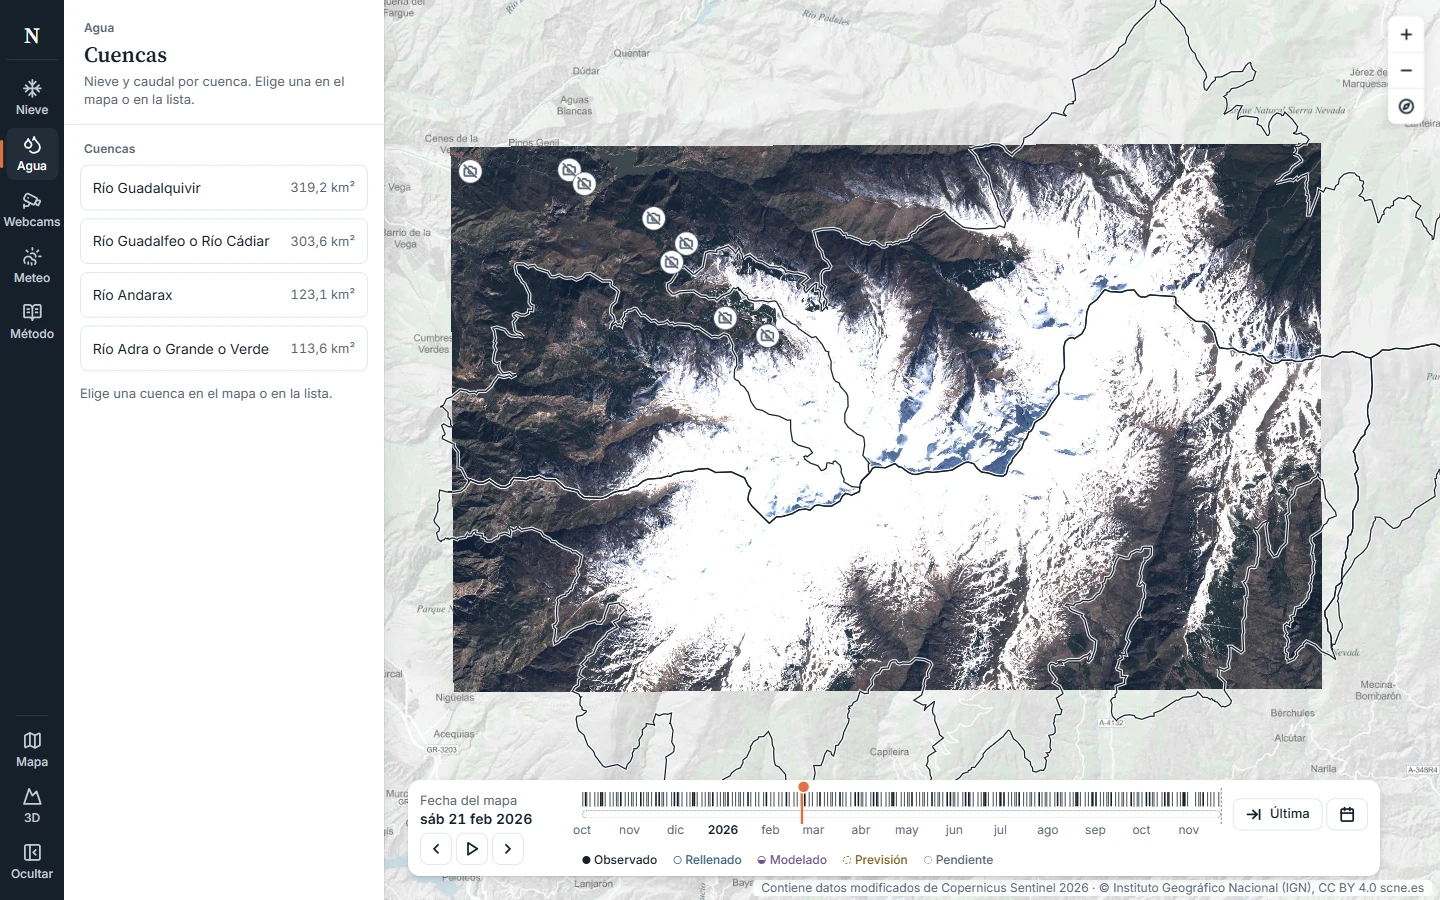 N
Nieve
Agua
Webcams
Meteo
Método
Mapa
3D
Ocultar
Agua
Cuencas
Nieve y caudal por cuenca. Elige una en el
mapa o en la lista.
Cuencas
Río Guadalquivir 319,2 km²
Río Guadalfeo o Río Cádiar 303,6 km²
Río Andarax 123,1 km²
Río Adra o Grande o Verde 113,6 km²
Elige una cuenca en el mapa o en la lista.
Fargue
Río Padules
Quéntar
Dúdar
Aguas
Blancas
Cenes de la
Pinos Genil
Vega
Barrio de la
Vega
Cumbres
Verdes
Jérez de
Marquesa
Natural Sierra Nevada
Lanteira
Nigüelas
Acequias
GR-3203
Capileira
A-4132
Bérchules
Alcútar
Mecina-
Bombarón
Narila
A-348R4
Lanjarón
Fecha del mapa
sáb 21 feb 2026
oct nov dic 2026 feb mar abr may jun jul ago sep oct nov
Observado Rellenado Modelado Previsión Pendiente
Última
Contiene datos modificados de Copernicus Sentinel 2026 · © Instituto Geográfico Nacional (IGN), CC BY 4.0 scne.es